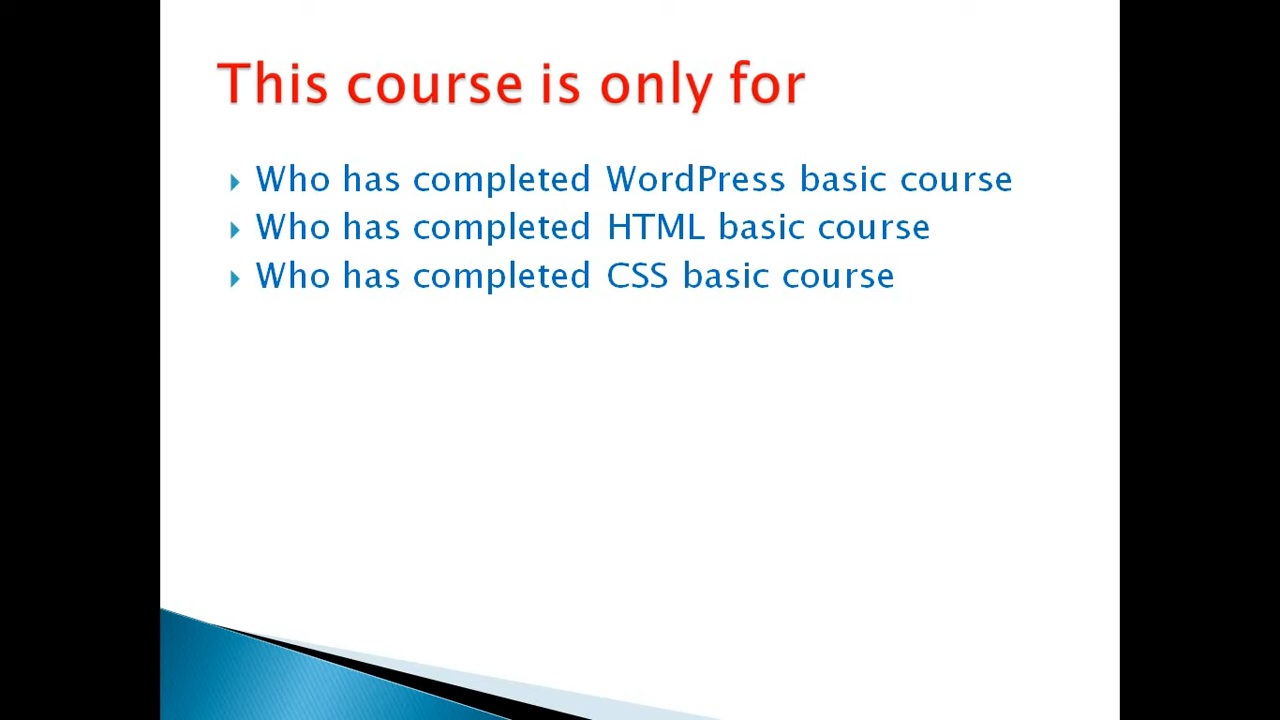 This course is only for
Who has completed WordPress basic course
Who has completed HTML basic course
Who has completed CSS basic course